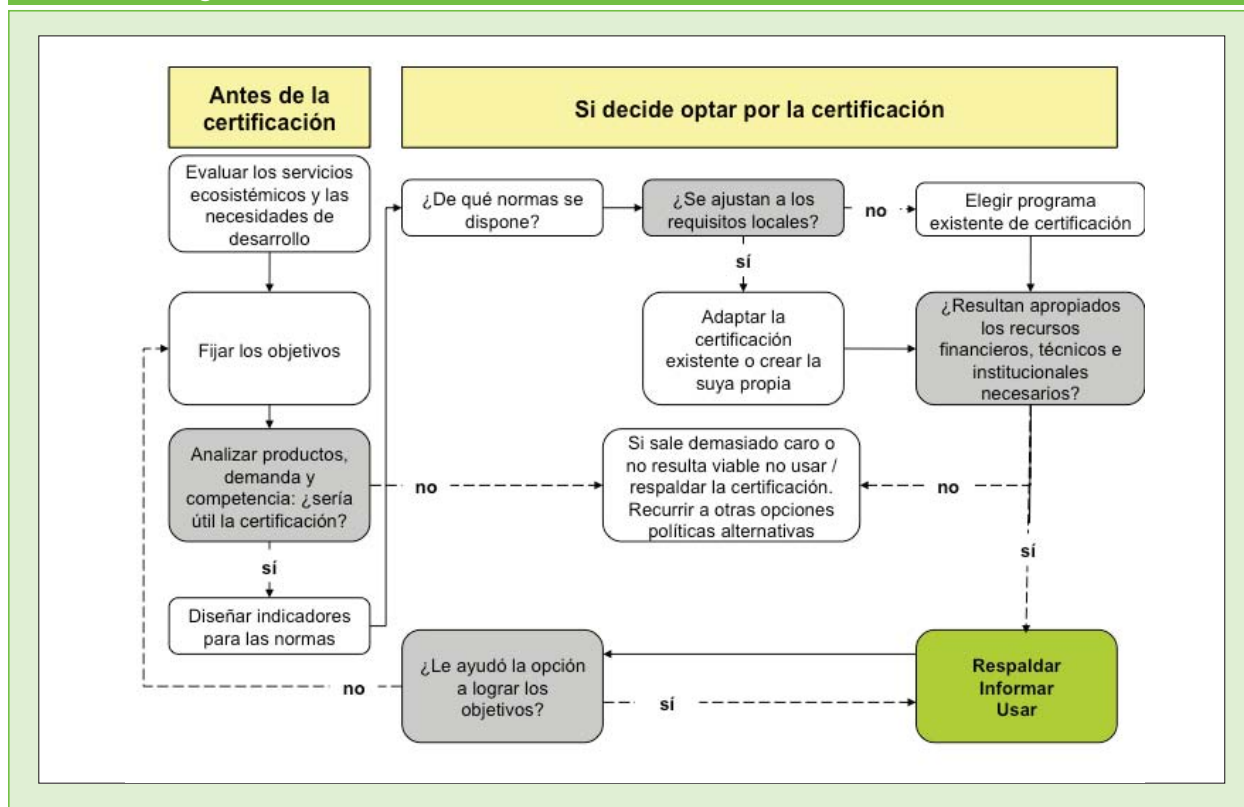 Antes de la
certificación
Si decide optar por la certificación
Evaluar los servicios
ecosistémicos y las
necesidades de
desarrollo
Fijar los objetivos
Analizar productos,
demanda y
competencia: ¿sería
útil la certificación?
no
sí
Diseñar indicadores
para las normas
¿De qué normas se
dispone?
¿Se ajustan a los
requisitos locales?
no
Elegir programa
existente de certificación
sí
Adaptar la
certificación
existente o crear la
suya propia
¿Resultan apropiados
los recursos
financieros, técnicos e
institucionales
necesarios?
Si sale demasiado caro o
no resulta viable no usar /
respaldar la certificación.
Recurrir a otras opciones
políticas alternativas
no
sí
¿Le ayudó la opción
a lograr los
objetivos?
no
sí
Respaldar
Informar
Usar